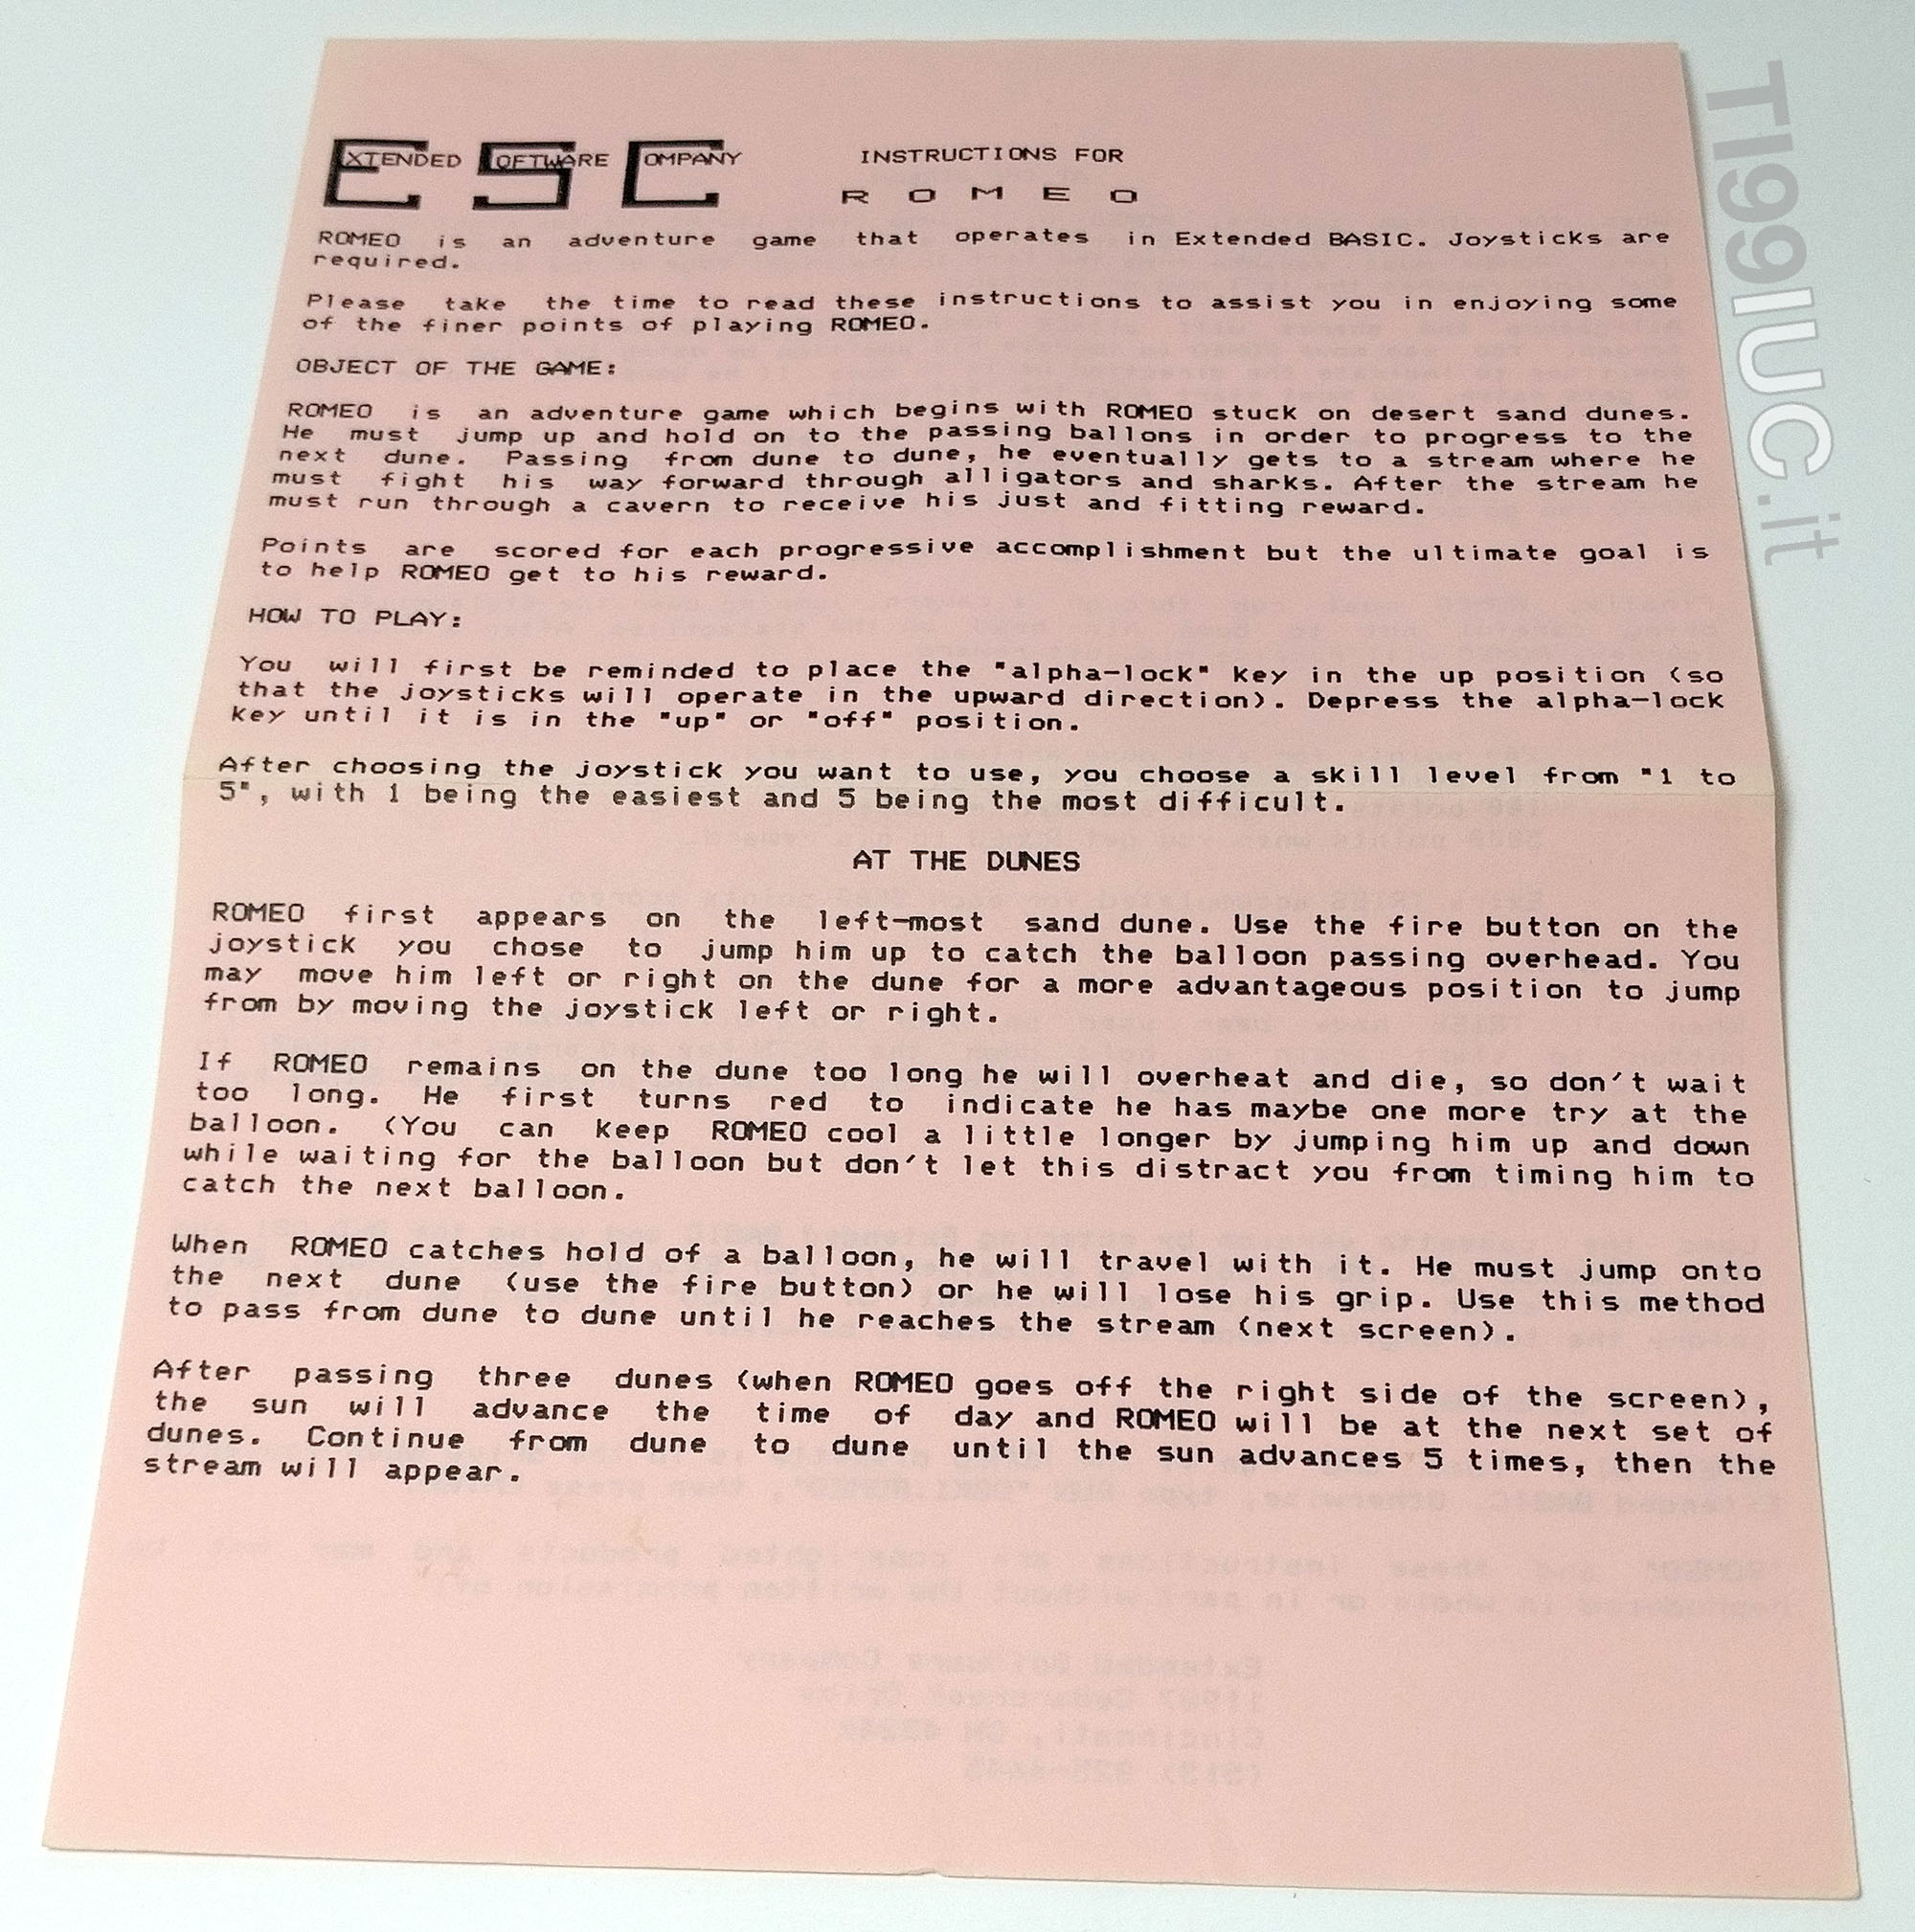 EXTENDED SOFTWARE COMPANY
INSTRUCTIONS FOR
R O M E O
ROMEO is an adventure game that operates in Extended BASIC. Joysticks are
required.
Please take the time to read these instructions to assist you in enjoying some
of the finer points of playing ROMEO.
OBJECT OF THE GAME:
ROMEO is an adventure game which begins with ROMEO stuck on desert sand dunes.
He must jump up and hold on to the passing ballons in order to progress to the
next dune. Passing from dune to dune, he eventually gets to a stream where he
must fight his way forward through alligators and sharks. After the stream he
must run through a cavern to receive his just and fitting reward.
Points are scored for each progressive accomplishment but the ultimate goal is
to help ROMEO get to his reward.
HOW TO PLAY:
You will first be reminded to place the "alpha-lock" key in the up position (so
that the joysticks will operate in the upward direction). Depress the alpha-lock
key until it is in the "up" or "off" position.
After choosing the joystick you want to use, you choose a skill level from "1 to
5", with 1 being the easiest and 5 being the most difficult.
AT THE DUNES
ROMEO first appears on the left-most sand dune. Use the fire button on the
joystick you chose to jump him up to catch the balloon passing overhead. You
may move him left or right on the dune for a more advantageous position to jump
from by moving the joystick left or right.
If ROMEO remains on the dune too long he will overheat and die, so don't wait
too long. He first turns red to indicate he has maybe one more try at the
balloon. (You can keep ROMEO cool a little longer by jumping him up and down
while waiting for the balloon but don't let this distract you from timing him to
catch the next balloon.
When ROMEO catches hold of a balloon, he will travel with it. He must jump onto
the next dune (use the fire button) or he will lose his grip. Use this method
to pass from dune to dune until he reaches the stream (next screen).
After passing three dunes (when ROMEO goes off the right side of the screen),
the sun will advance the time of day and ROMEO will be at the next set of
dunes. Continue from dune to dune until the sun advances 5 times, then the
stream will appear.
TI99IUC.it